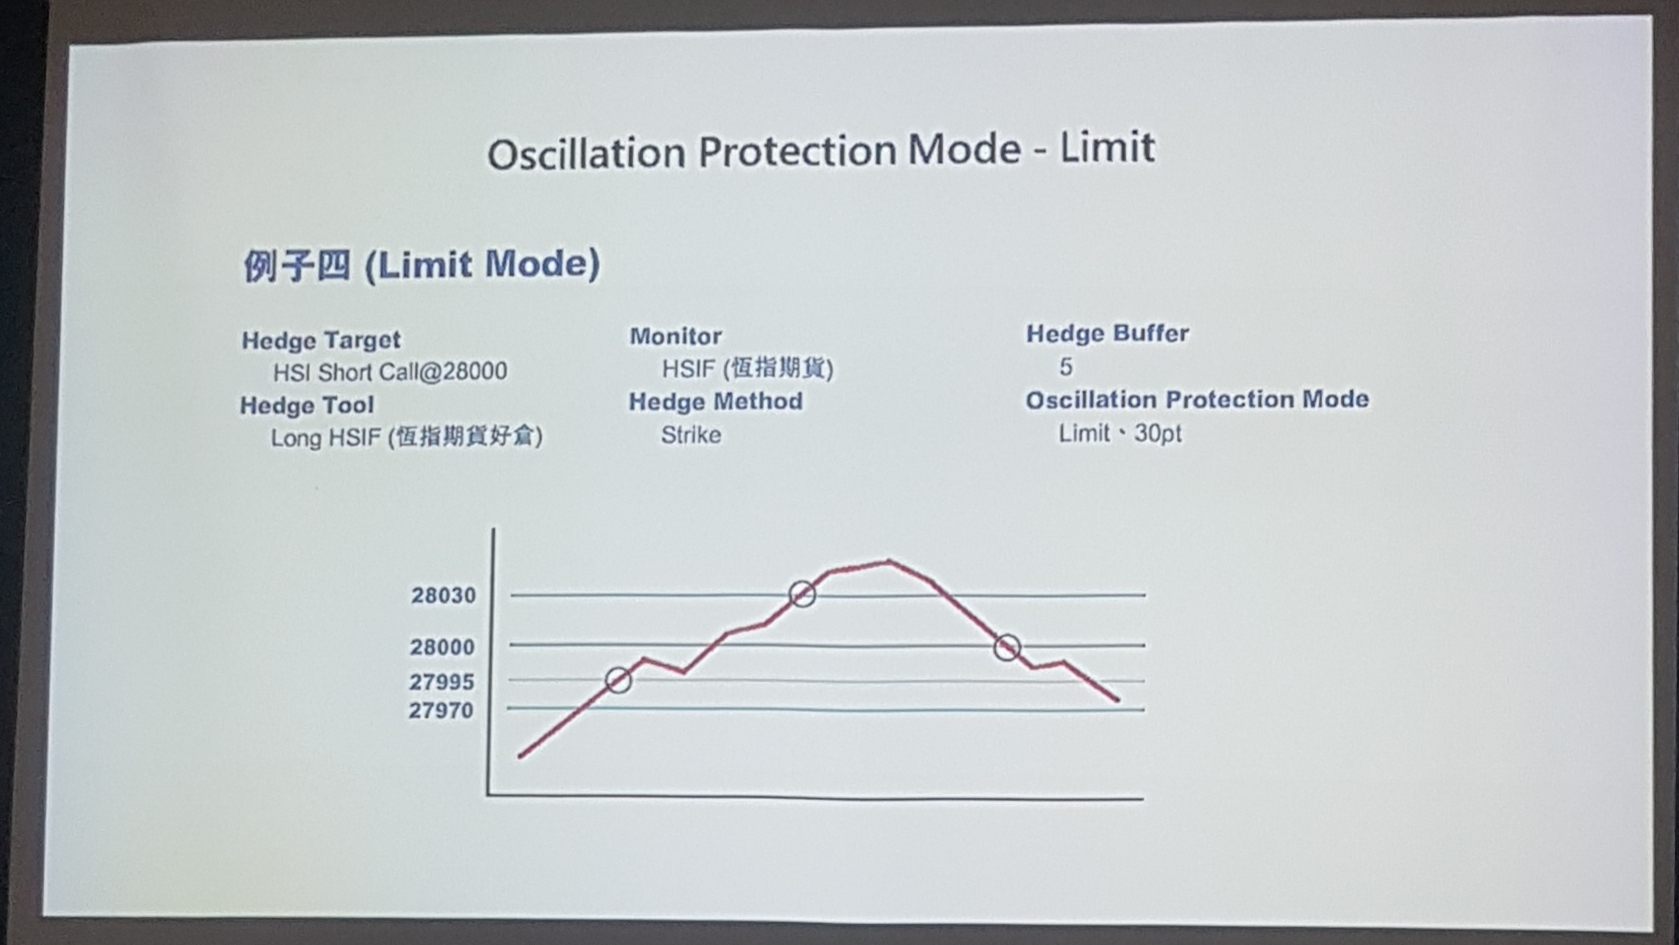 Oscillation Protection Mode - Limit
例子四 (Limit Mode)
Hedge Target
HSI Short Call@28000
Hedge Tool
Long HSIF (恆指期貨好倉)
Monitor
HSIF (恆指期貨)
Hedge Method
Strike
Hedge Buffer
5
Oscillation Protection Mode
Limit、30pt
28030
28000
27995
27970